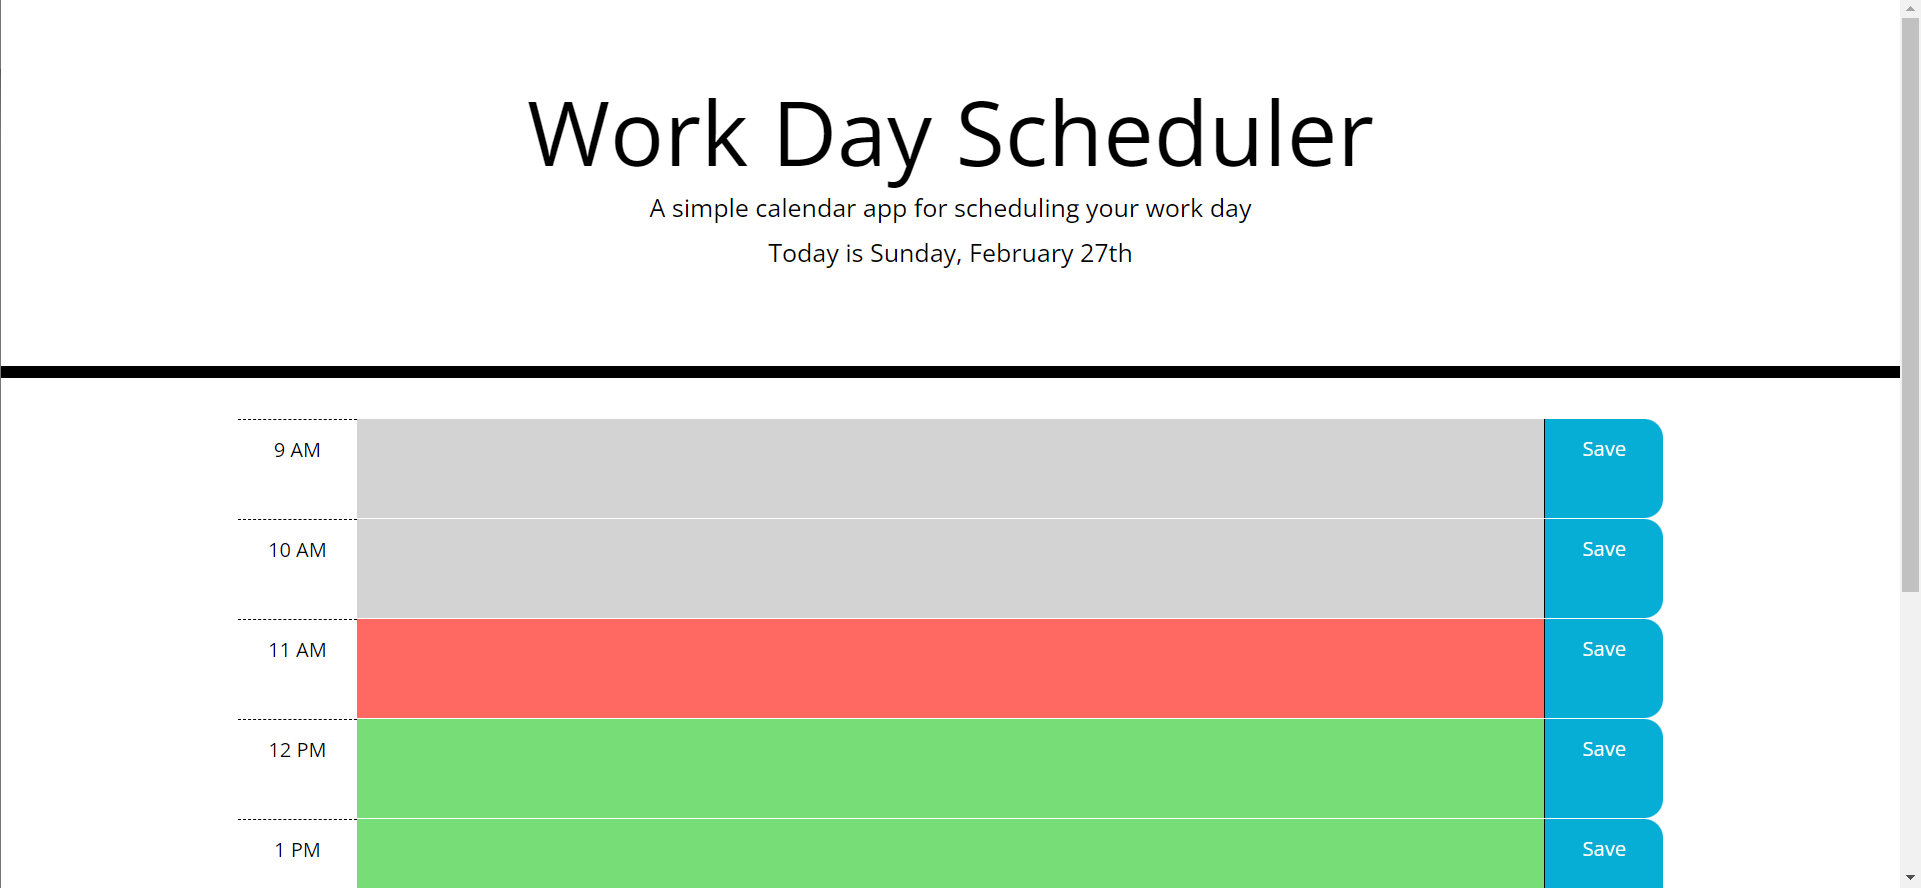 Work Day Scheduler
A simple calendar app for scheduling your work day
Today is Sunday, February 27th
9 AM
Save
10 AM
Save
11 AM
Save
12 PM
Save
1 PM
Save